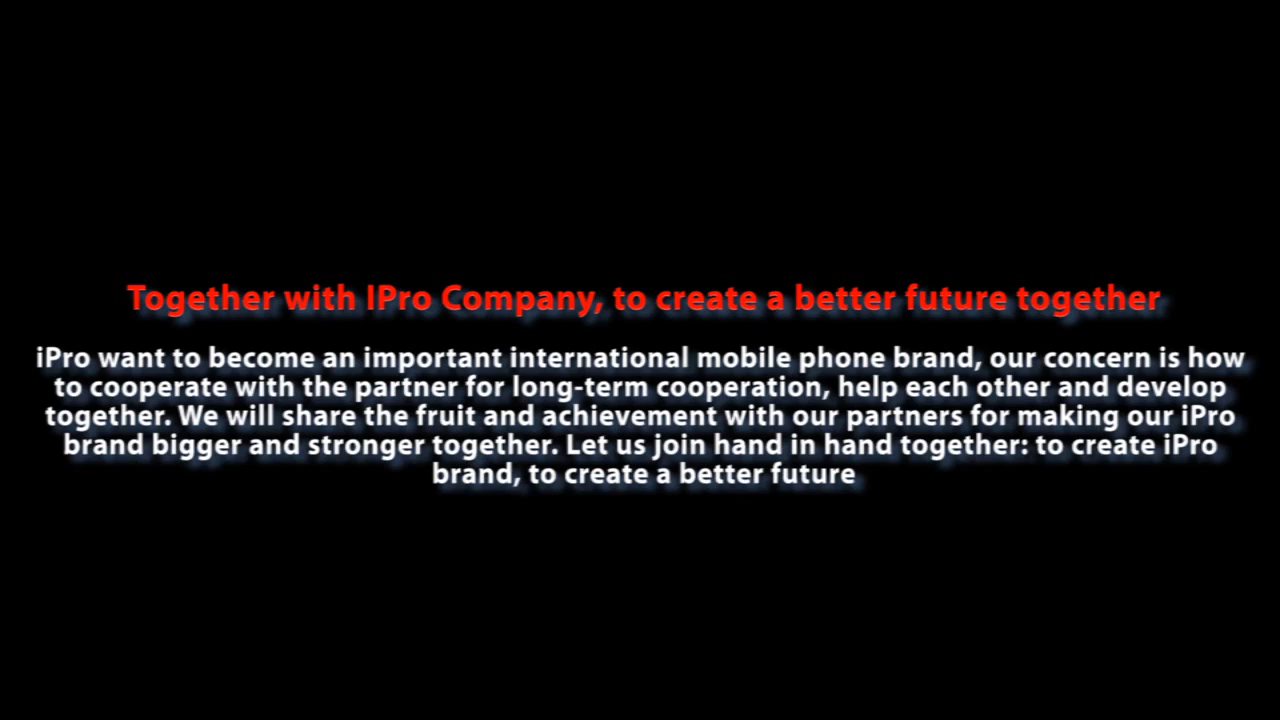 Together with IPro Company, to create a better future together
iPro want to become an important international mobile phone brand, our concern is how
to cooperate with the partner for long-term cooperation, help each other and develop
together. We will share the fruit and achievement with our partners for making our iPro
brand bigger and stronger together. Let us join hand in hand together: to create iPro
brand, to create a better future